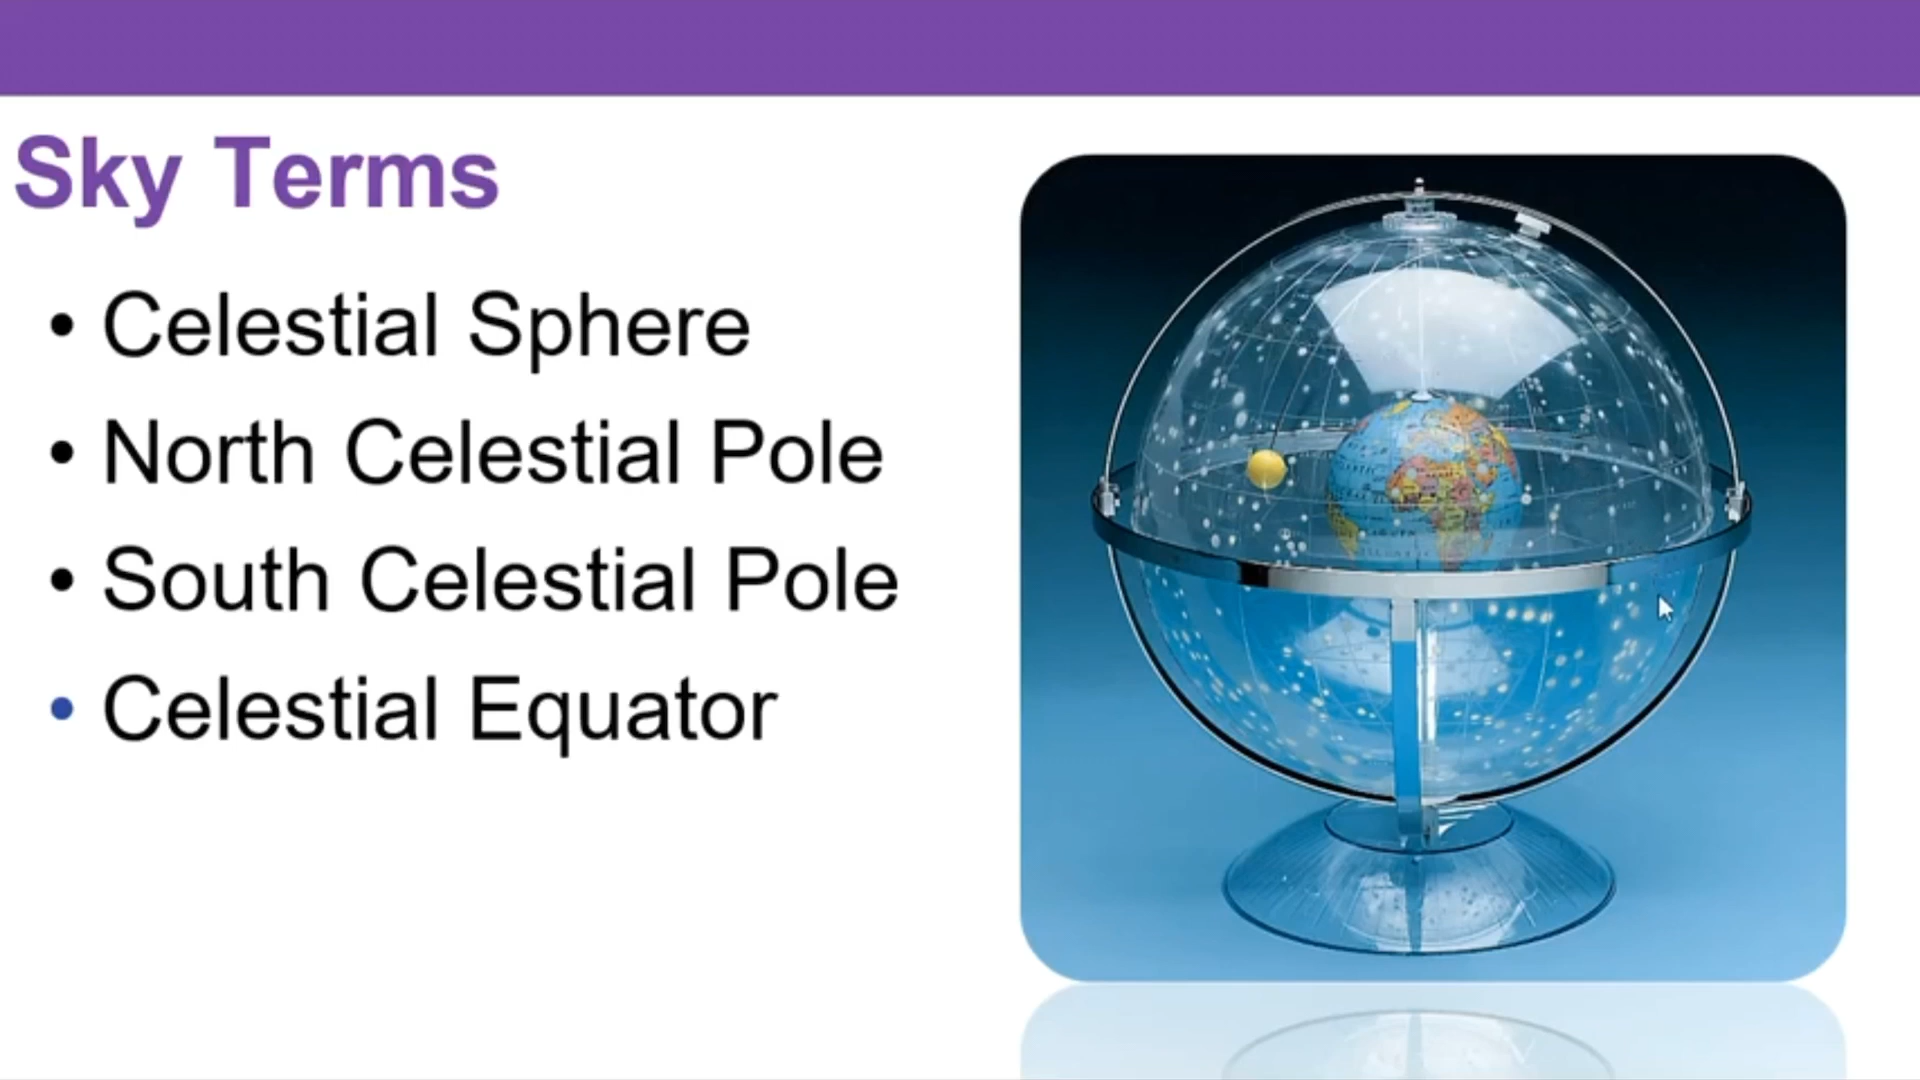 Sky Terms
• Celestial Sphere
• North Celestial Pole
• South Celestial Pole
• Celestial Equator